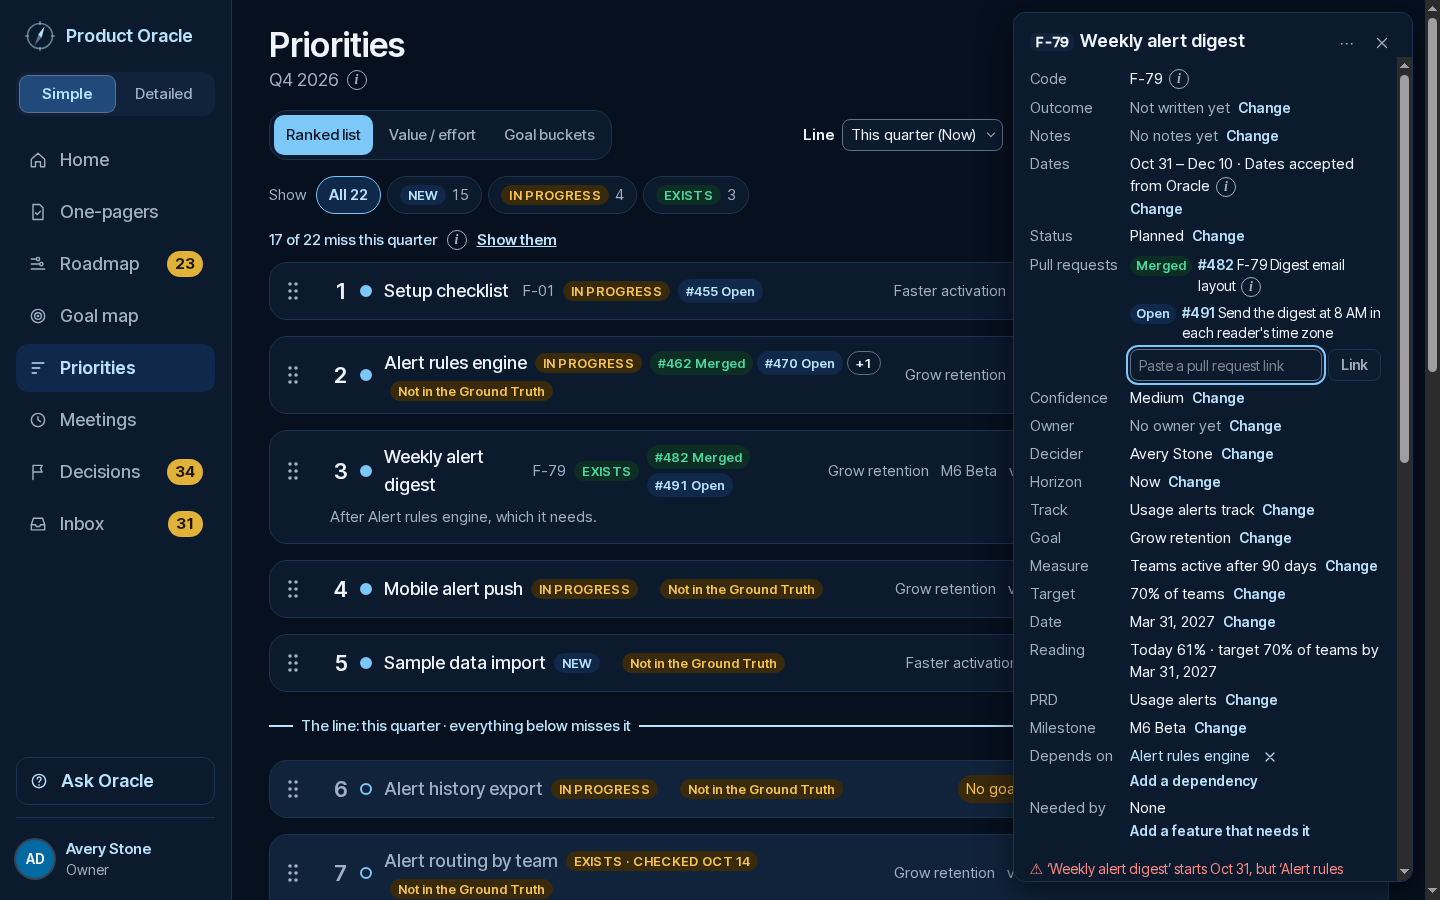 Product Oracle
Simple
Detailed
Home
One-pagers
Roadmap 23
Goal map
Priorities
Meetings
Decisions 34
Inbox 31
Ask Oracle
AD
Avery Stone
Owner
Priorities
Q4 2026 i
Ranked list
Value / effort
Goal buckets
Line This quarter (Now)
Show All 22 NEW 15 IN PROGRESS 4 EXISTS 3
17 of 22 miss this quarter i Show them
1 Setup checklist F-01 IN PROGRESS #455 Open Faster activation
2 Alert rules engine IN PROGRESS #462 Merged #470 Open +1 Grow retention
Not in the Ground Truth
3 Weekly alert digest F-79 EXISTS #482 Merged #491 Open Grow retention M6 Beta
After Alert rules engine, which it needs.
4 Mobile alert push IN PROGRESS Not in the Ground Truth Grow retention
5 Sample data import NEW Not in the Ground Truth Faster activation
The line: this quarter · everything below misses it
6 Alert history export IN PROGRESS Not in the Ground Truth No goa
7 Alert routing by team EXISTS · CHECKED OCT 14 Grow retention
Not in the Ground Truth
F-79 Weekly alert digest ... ×
Code F-79 i
Outcome Not written yet Change
Notes No notes yet Change
Dates Oct 31 – Dec 10 · Dates accepted
from Oracle i
Change
Status Planned Change
Pull requests Merged #482 F-79 Digest email
layout i
Open #491 Send the digest at 8 AM in
each reader's time zone
Paste a pull request link Link
Confidence Medium Change
Owner No owner yet Change
Decider Avery Stone Change
Horizon Now Change
Track Usage alerts track Change
Goal Grow retention Change
Measure Teams active after 90 days Change
Target 70% of teams Change
Date Mar 31, 2027 Change
Reading Today 61% · target 70% of teams by
Mar 31, 2027
PRD Usage alerts Change
Milestone M6 Beta Change
Depends on Alert rules engine ×
Add a dependency
Needed by None
Add a feature that needs it
⚠ ‘Weekly alert digest’ starts Oct 31, but ‘Alert rules